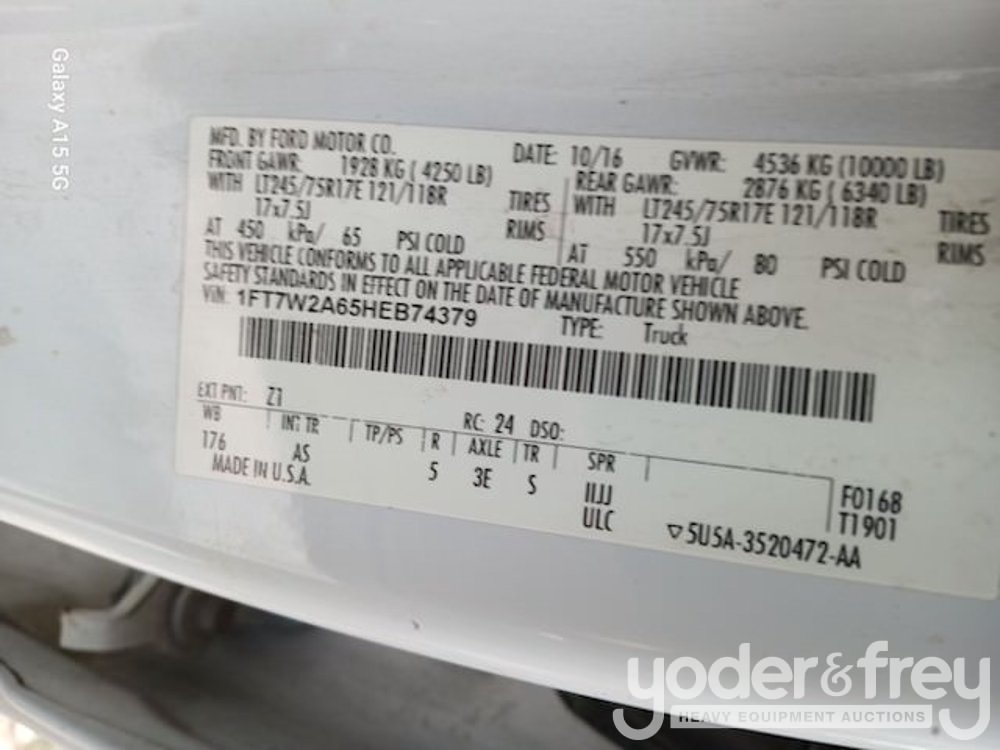 Galaxy A15 5G
MFD. BY FORD MOTOR CO.
DATE: 10/16 GVWR: 4536 KG (10000 LB)
FRONT GAWR: 1928 KG ( 4250 LB)
REAR GAWR: 2876 KG ( 6340 LB)
WITH LT245/75R17E 121/118R TIRES
WITH LT245/75R17E 121/118R TIRES
17x7.5J RIMS
17x7.5J RIMS
AT 450 kPa/ 65 PSI COLD
AT 550 kPa/ 80 PSI COLD
THIS VEHICLE CONFORMS TO ALL APPLICABLE FEDERAL MOTOR VEHICLE
SAFETY STANDARDS IN EFFECT ON THE DATE OF MANUFACTURE SHOWN ABOVE.
VIN: 1FT7W2A65HEB74379
TYPE: Truck
EXT PNT: Z1 RC: 24 DSO:
WB INT TR TP/PS R AXLE TR SPR
176 AS 5 3E S IIJJ
ULC
F0168
T1901
MADE IN U.S.A.
▽5U5A-3520472-AA
yoder&frey
HEAVY EQUIPMENT AUCTIONS